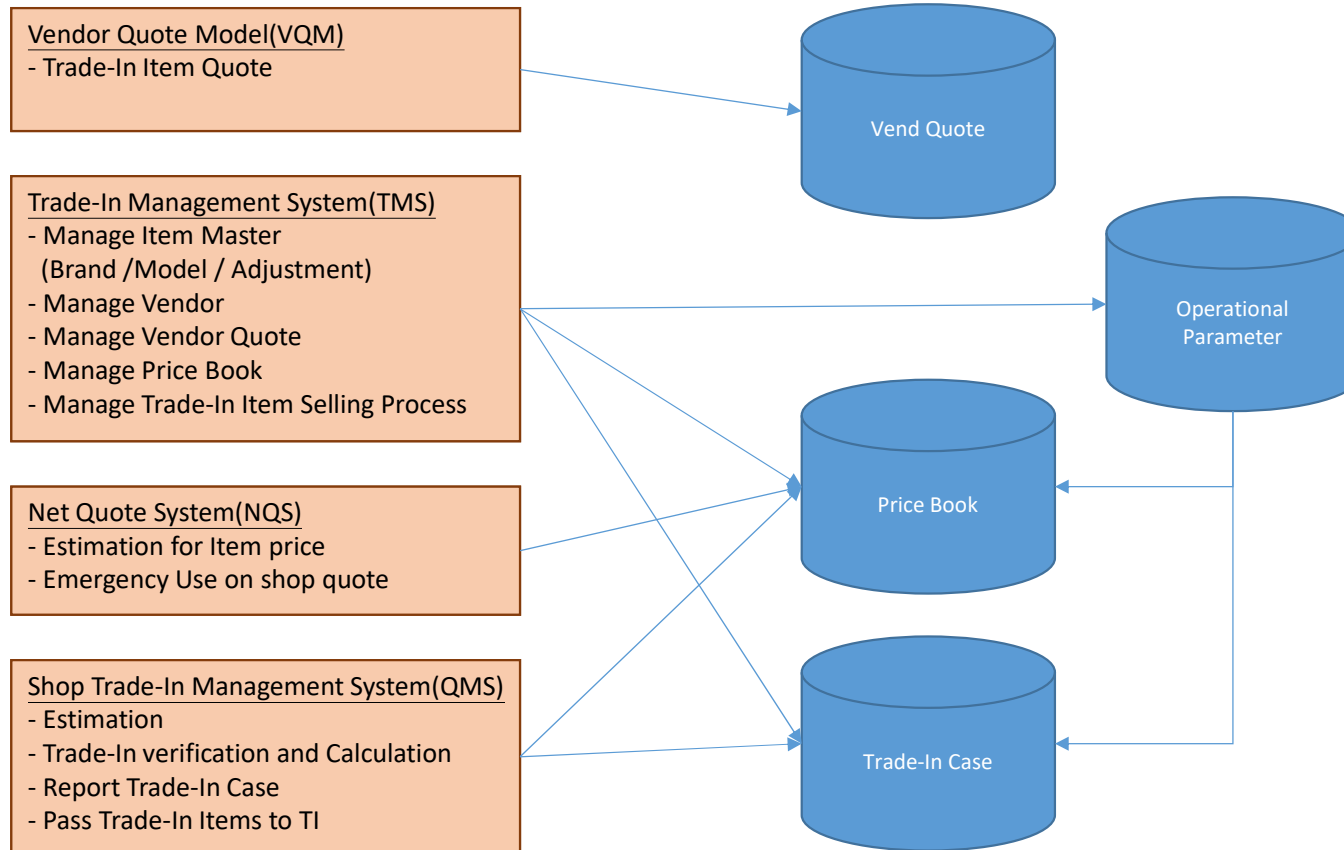 Vendor Quote Model(VQM)
- Trade-In Item Quote
Vend Quote
Trade-In Management System(TMS)
- Manage Item Master
(Brand /Model / Adjustment)
- Manage Vendor
- Manage Vendor Quote
- Manage Price Book
- Manage Trade-In Item Selling Process
Operational
Parameter
Net Quote System(NQS)
- Estimation for Item price
- Emergency Use on shop quote
Price Book
Shop Trade-In Management System(QMS)
- Estimation
- Trade-In verification and Calculation
- Report Trade-In Case
- Pass Trade-In Items to TI
Trade-In Case